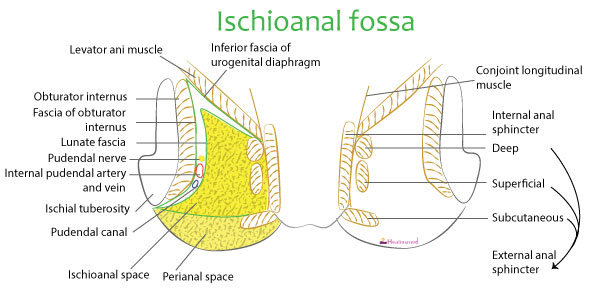 Ischioanal fossa
Levator ani muscle
Inferior fascia of
urogenital diaphragm
Obturator internus
Fascia of obturator
internus
Lunate fascia
Pudendal nerve
Internal pudendal artery
and vein
Ischial tuberosity
Pudendal canal
Ischioanal space
Perianal space
Conjoint longitudinal
muscle
Internal anal
sphincter
Deep
Superficial
Subcutaneous
External anal
sphincter